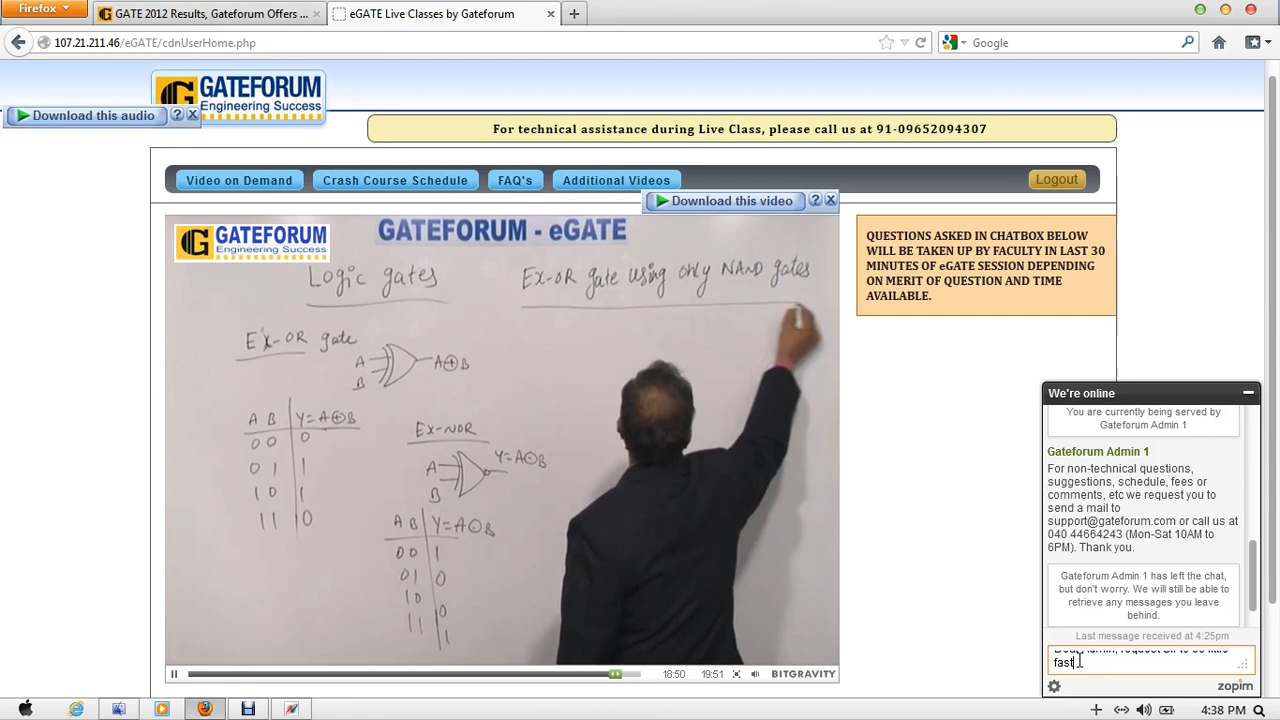 Firefox
GATE 2012 Results, Gateforum Offers ...
eGATE Live Classes by Gateforum
107.21.211.46/eGATE/cdnUserHome.php
Google
GATEFORUM
Engineering Success
Download this audio
For technical assistance during Live Class, please call us at 91-09652094307
Video on Demand
Crash Course Schedule
FAQ's
Additional Videos
Logout
Download this video
GATEFORUM
Engineering Success
GATEFORUM - eGATE
Logic gates
Ex-OR gate using only NAND gates
Ex-OR gate
A
B
A⊕B
A B Y=A⊕B
0 0 0
0 1 1
1 0 1
1 1 0
Ex-NOR
A
B
Y=A⊙B
A B Y=A⊙B
0 0 1
0 1 0
1 0 0
1 1 1
18:50 19:51
BITGRAVITY
QUESTIONS ASKED IN CHATBOX BELOW
WILL BE TAKEN UP BY FACULTY IN LAST 30
MINUTES OF eGATE SESSION DEPENDING
ON MERIT OF QUESTION AND TIME
AVAILABLE.
We're online
You are currently being served by
Gateforum Admin 1
Gateforum Admin 1
For non-technical questions,
suggestions, schedule, fees or
comments, etc we request you to
send a mail to
support@gateforum.com or call us at
040 44664243 (Mon-Sat 10AM to
6PM). Thank you.
Gateforum Admin 1 has left the chat,
but don't worry. We will still be able to
retrieve any messages you leave
behind.
Last message received at 4:25pm
admin, request Sir to be little
fast
zopim
4:38 PM